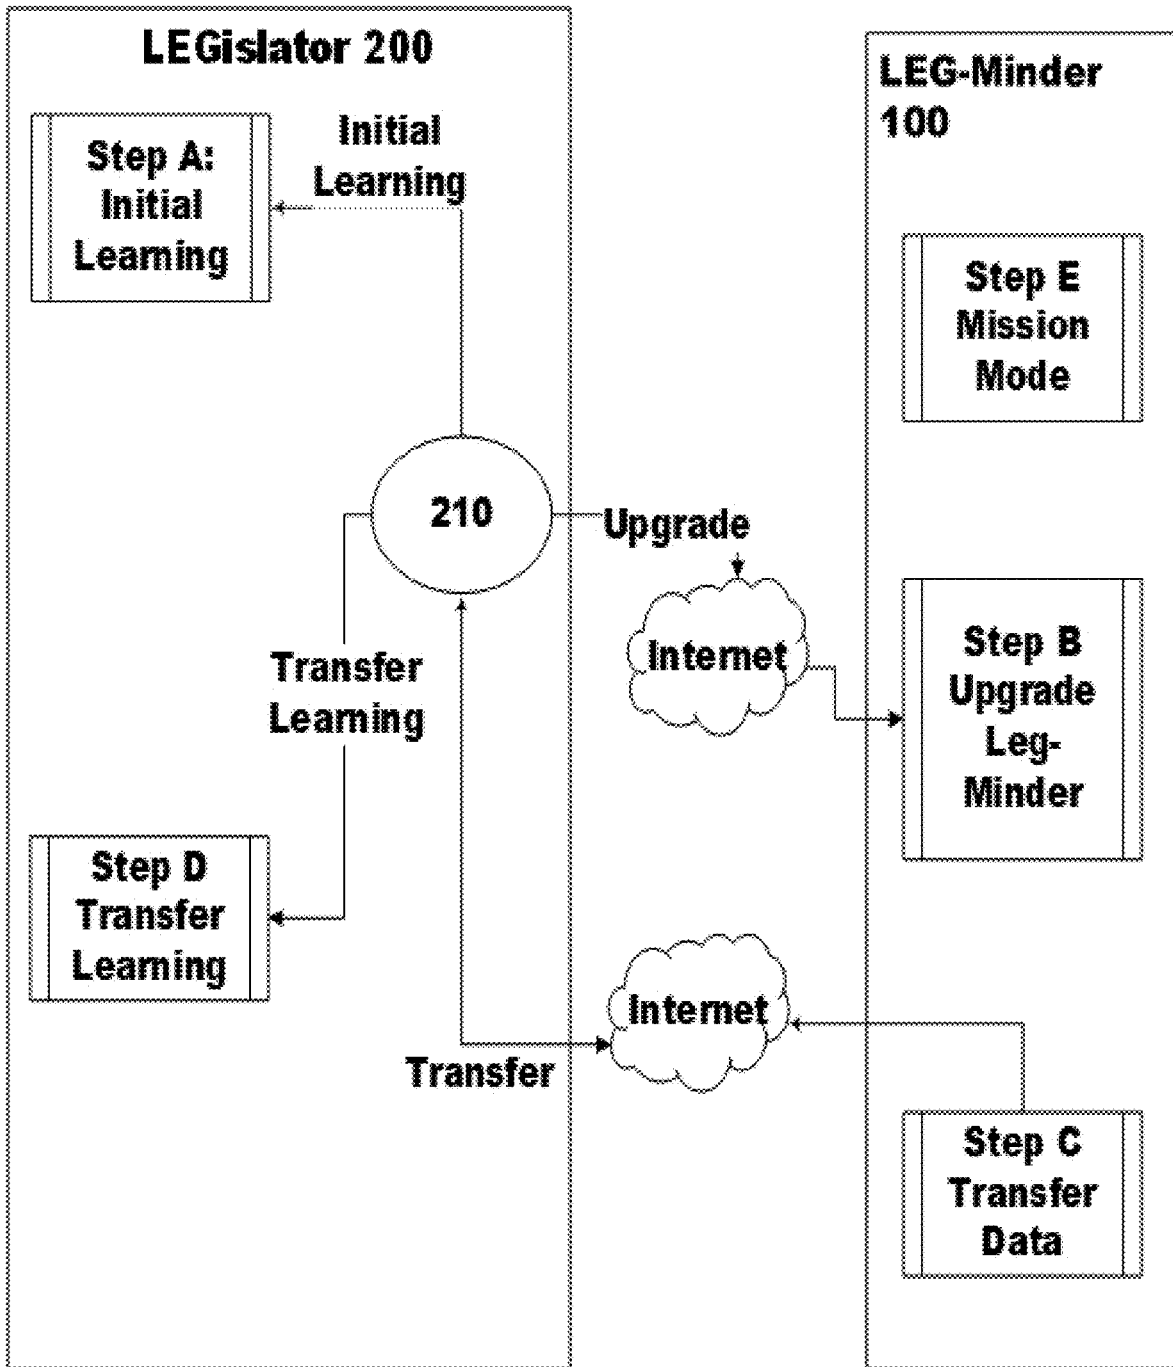 LEGislator 200
Step A:
Initial
Learning
Initial
Learning
210
Transfer
Learning
Step D
Transfer
Learning
Upgrade
Internet
Internet
Transfer
LEG-Minder
100
Step E
Mission
Mode
Step B
Upgrade
Leg-
Minder
Step C
Transfer
Data